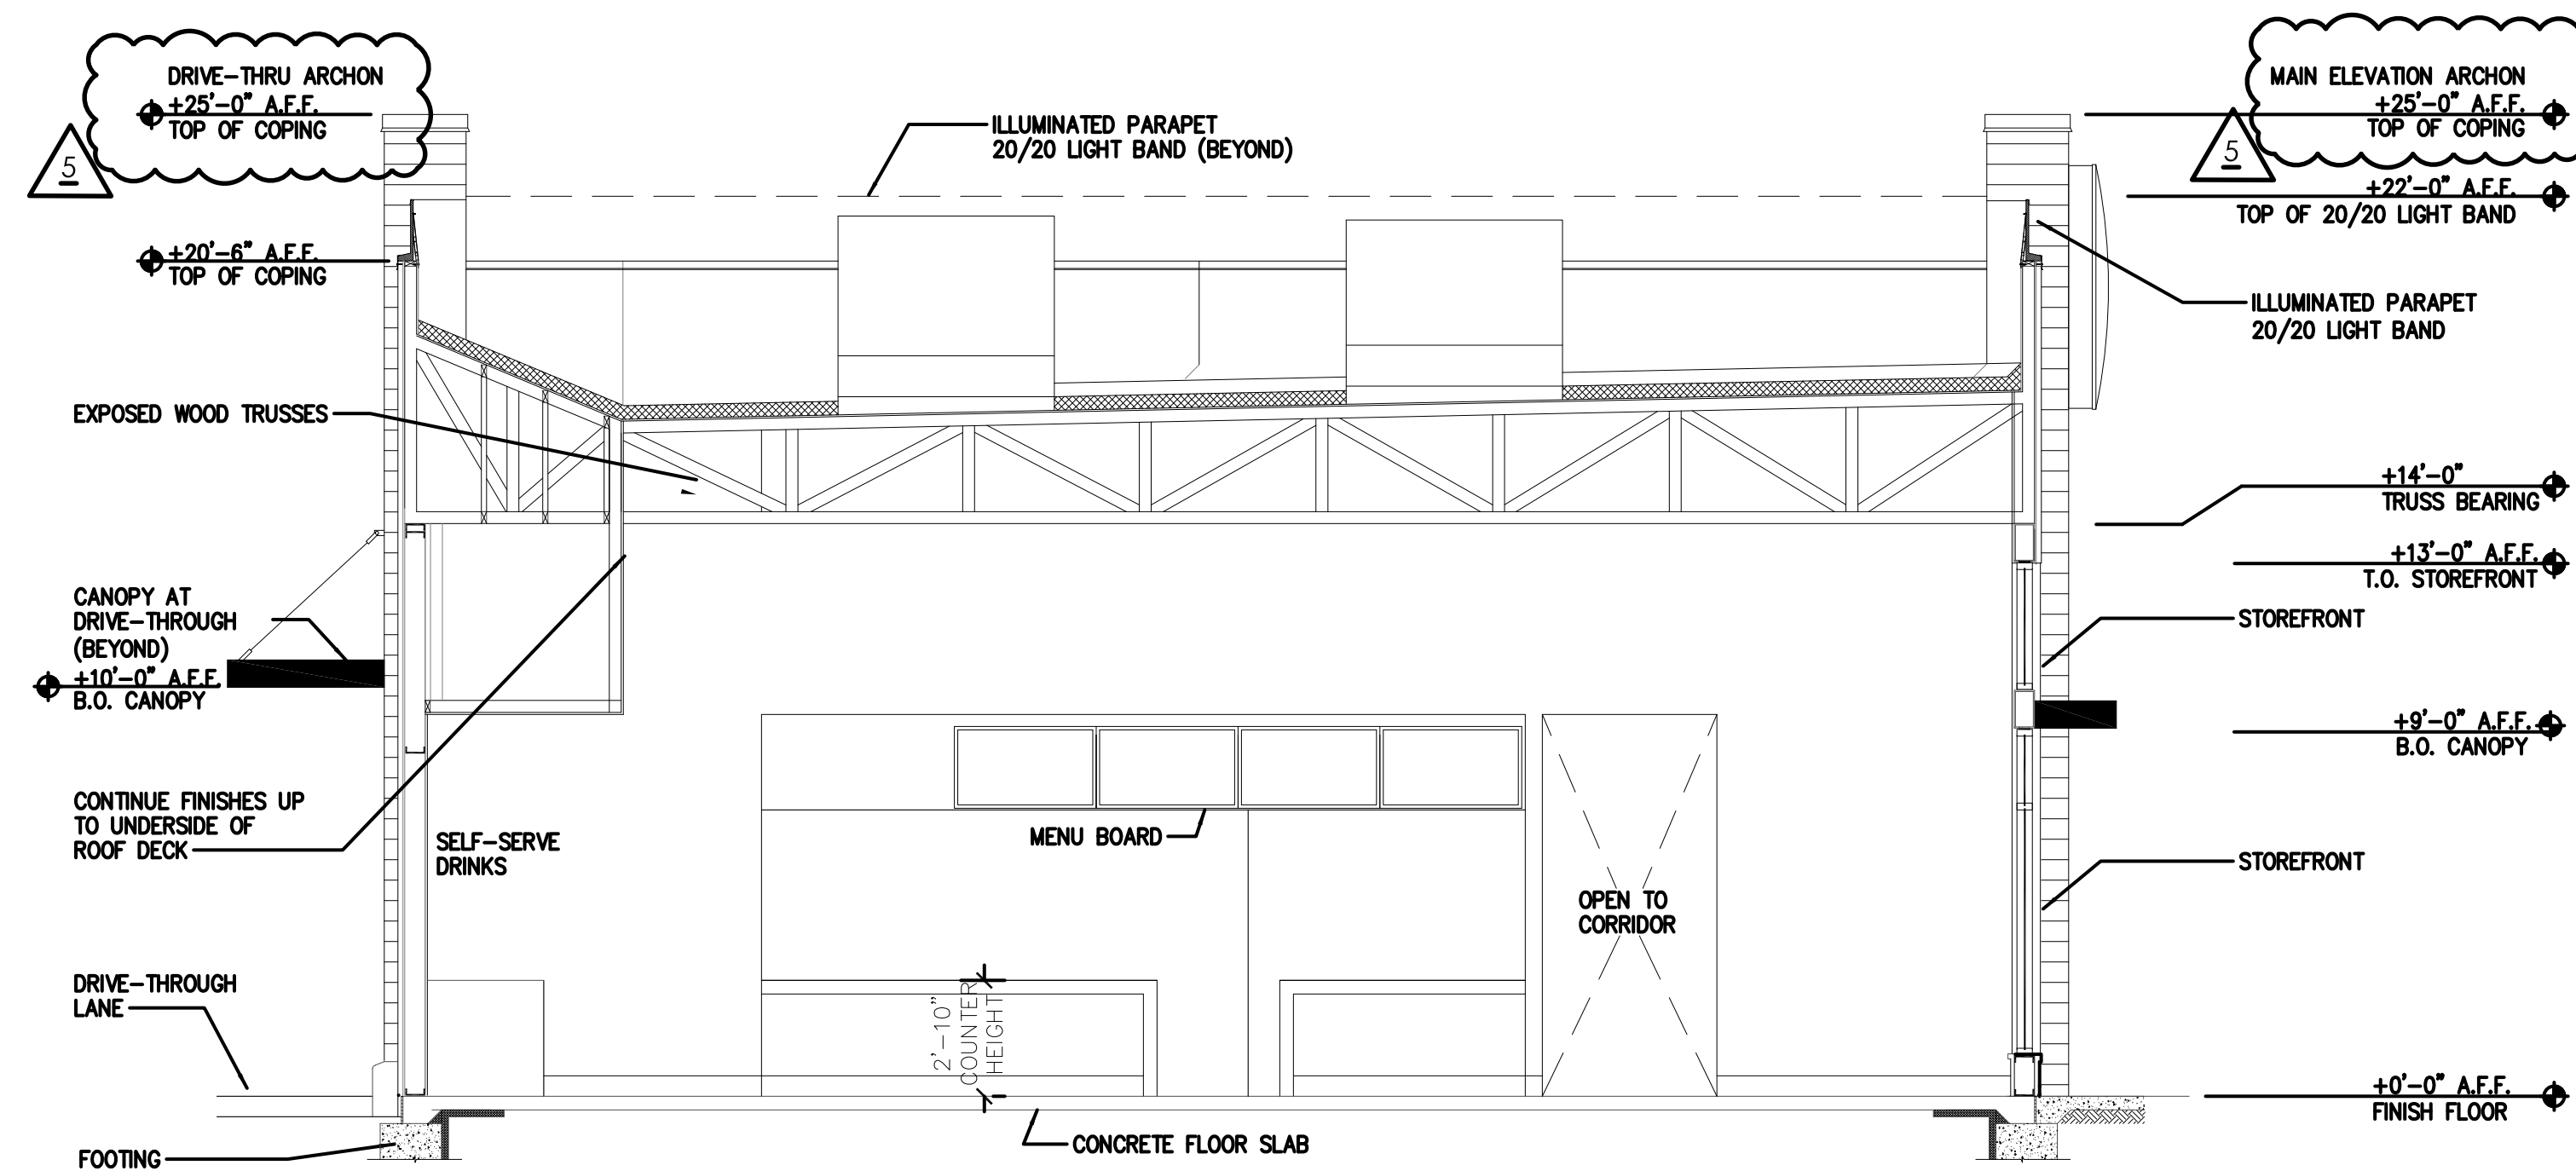 DRIVE-THRU ARCHON
+25'-0" A.F.F.
TOP OF COPING
5
+20'-6" A.F.F.
TOP OF COPING
EXPOSED WOOD TRUSSES
CANOPY AT
DRIVE-THROUGH
(BEYOND)
+10'-0" A.F.F.
B.O. CANOPY
CONTINUE FINISHES UP
TO UNDERSIDE OF
ROOF DECK
DRIVE-THROUGH
LANE
FOOTING
ILLUMINATED PARAPET
20/20 LIGHT BAND (BEYOND)
SELF-SERVE
DRINKS
MENU BOARD
OPEN TO
CORRIDOR
2'-10"
COUNTER
HEIGHT
CONCRETE FLOOR SLAB
MAIN ELEVATION ARCHON
+25'-0" A.F.F.
TOP OF COPING
5
+22'-0" A.F.F.
TOP OF 20/20 LIGHT BAND
ILLUMINATED PARAPET
20/20 LIGHT BAND
+14'-0"
TRUSS BEARING
+13'-0" A.F.F.
T.O. STOREFRONT
STOREFRONT
+9'-0" A.F.F.
B.O. CANOPY
STOREFRONT
+0'-0" A.F.F.
FINISH FLOOR